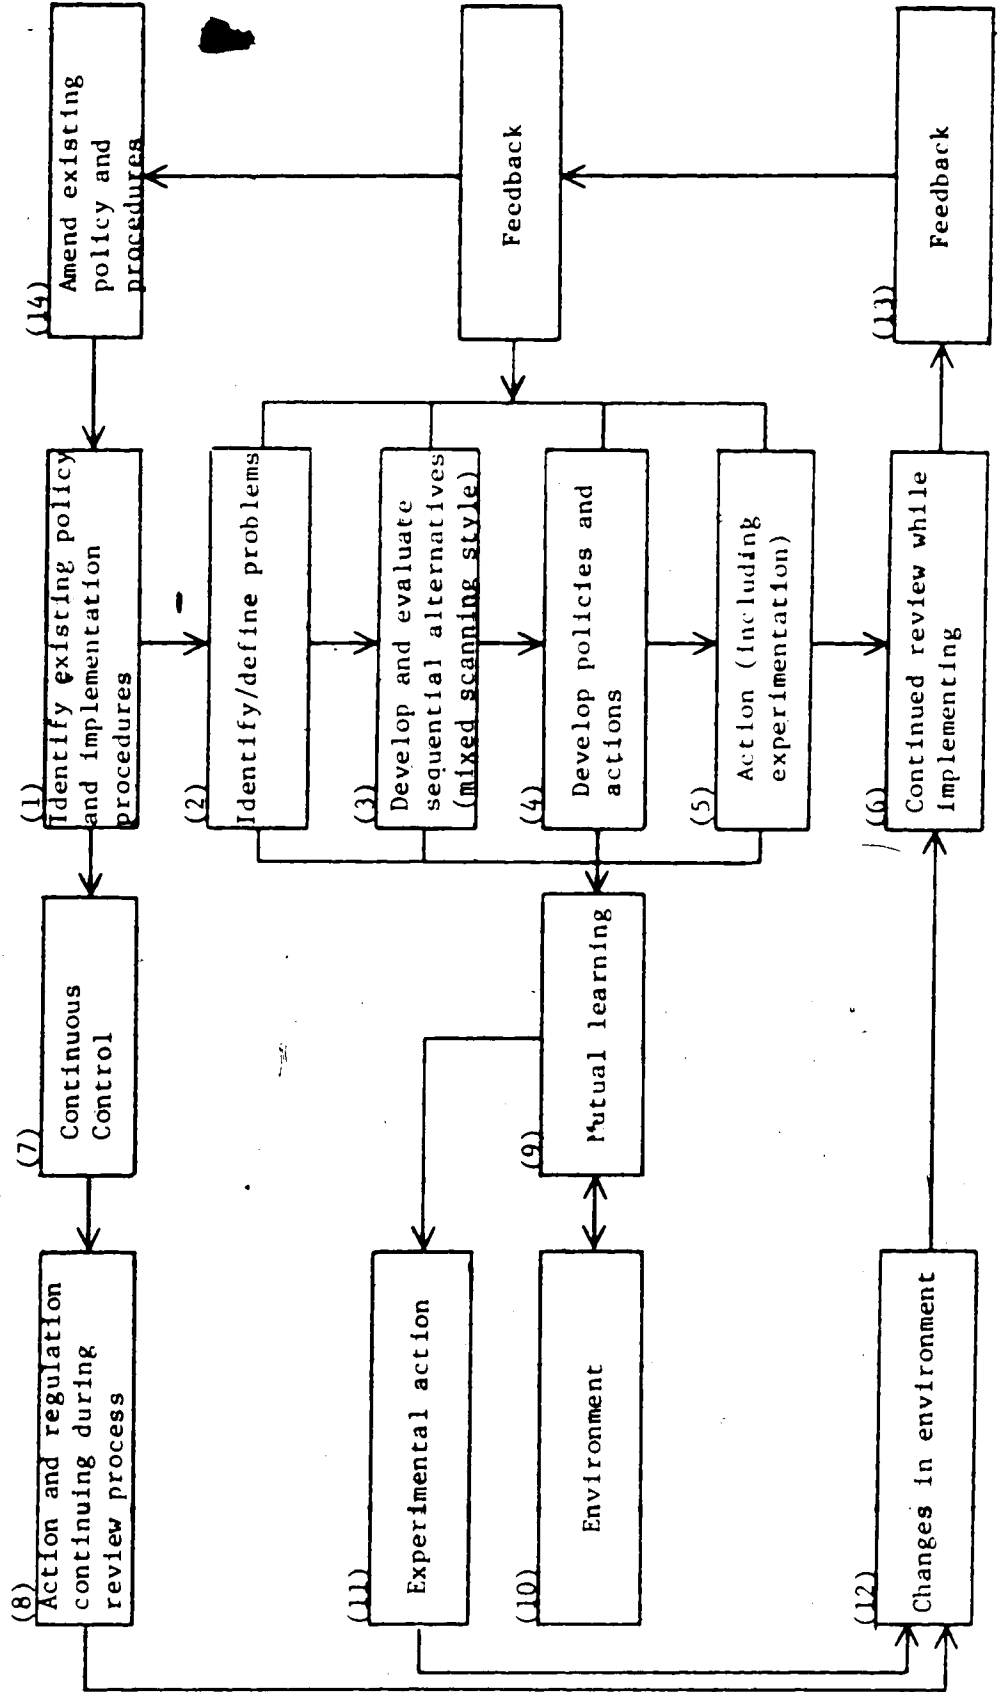 (8)
Action and regulation
continuing during
review process
(7)
Continuous
Control
(1)
Identify existing policy
and implementation
procedures
(14)
Amend existing
policy and
procedures
(2)
Identify/define problems
(11)
Experimental action
(3)
Develop and evaluate
sequential alternatives
(mixed scanning style)
(10)
Environment
(9)
Mutual learning
(4)
Develop policies and
actions
Feedback
(5)
Action (including
experimentation)
(12)
Changes in environment
(6)
Continued review while
implementing
(13)
Feedback